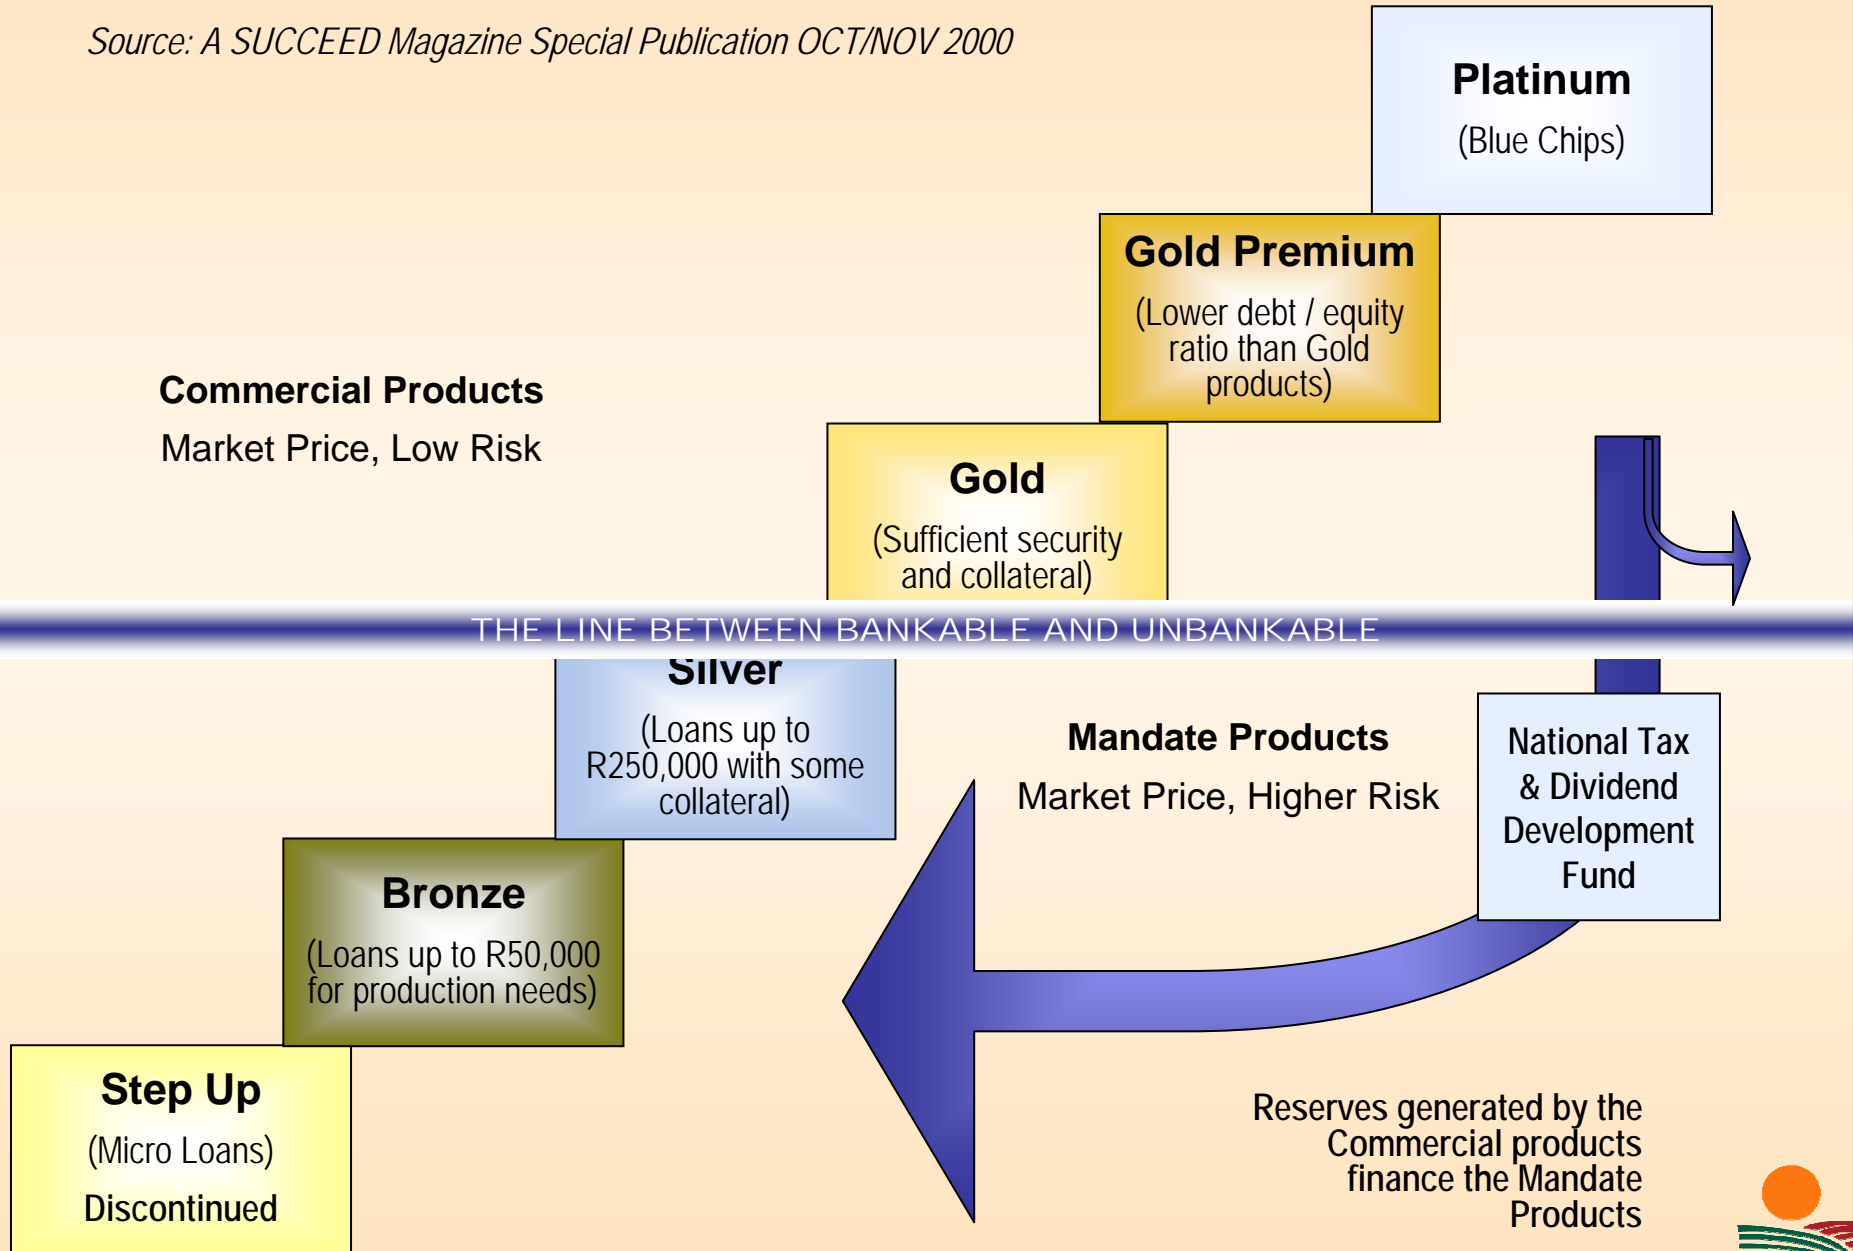 Source: A SUCCEED Magazine Special Publication OCT/NOV 2000
Platinum
(Blue Chips)
Gold Premium
(Lower debt / equity
ratio than Gold
products)
Commercial Products
Market Price, Low Risk
Gold
(Sufficient security
and collateral)
THE LINE BETWEEN BANKABLE AND UNBANKABLE
Silver
(Loans up to
R250,000 with some
collateral)
Mandate Products
Market Price, Higher Risk
National Tax
& Dividend
Development
Fund
Bronze
(Loans up to R50,000
for production needs)
Step Up
(Micro Loans)
Discontinued
Reserves generated by the
Commercial products
finance the Mandate
Products